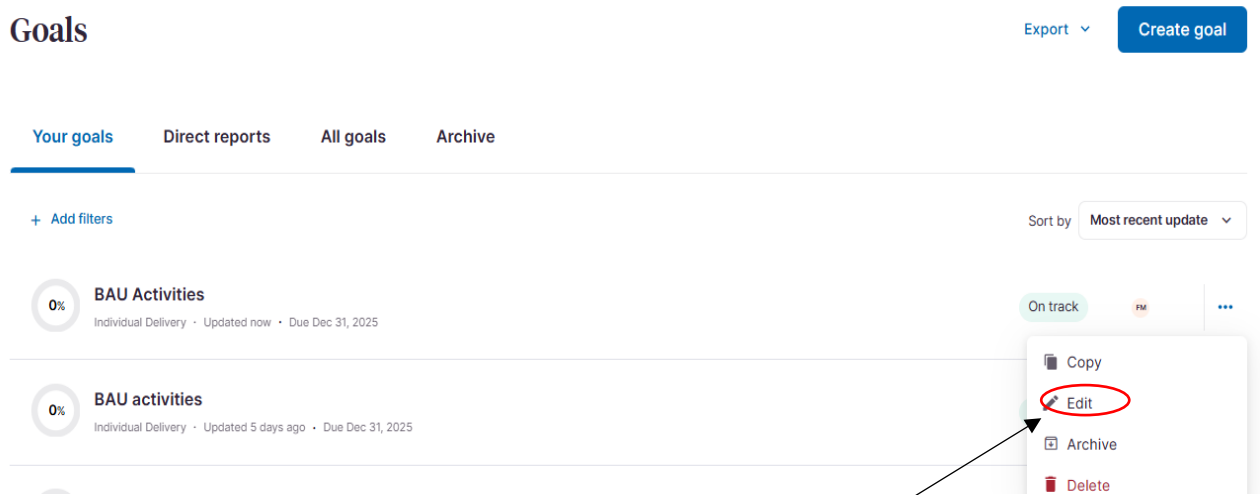 Goals
Export
Create goal
Your goals
Direct reports
All goals
Archive
+ Add filters
Sort by
Most recent update
0%
BAU Activities
Individual Delivery · Updated now · Due Dec 31, 2025
On track
FM
Copy
Edit
Archive
Delete
0%
BAU activities
Individual Delivery · Updated 5 days ago · Due Dec 31, 2025